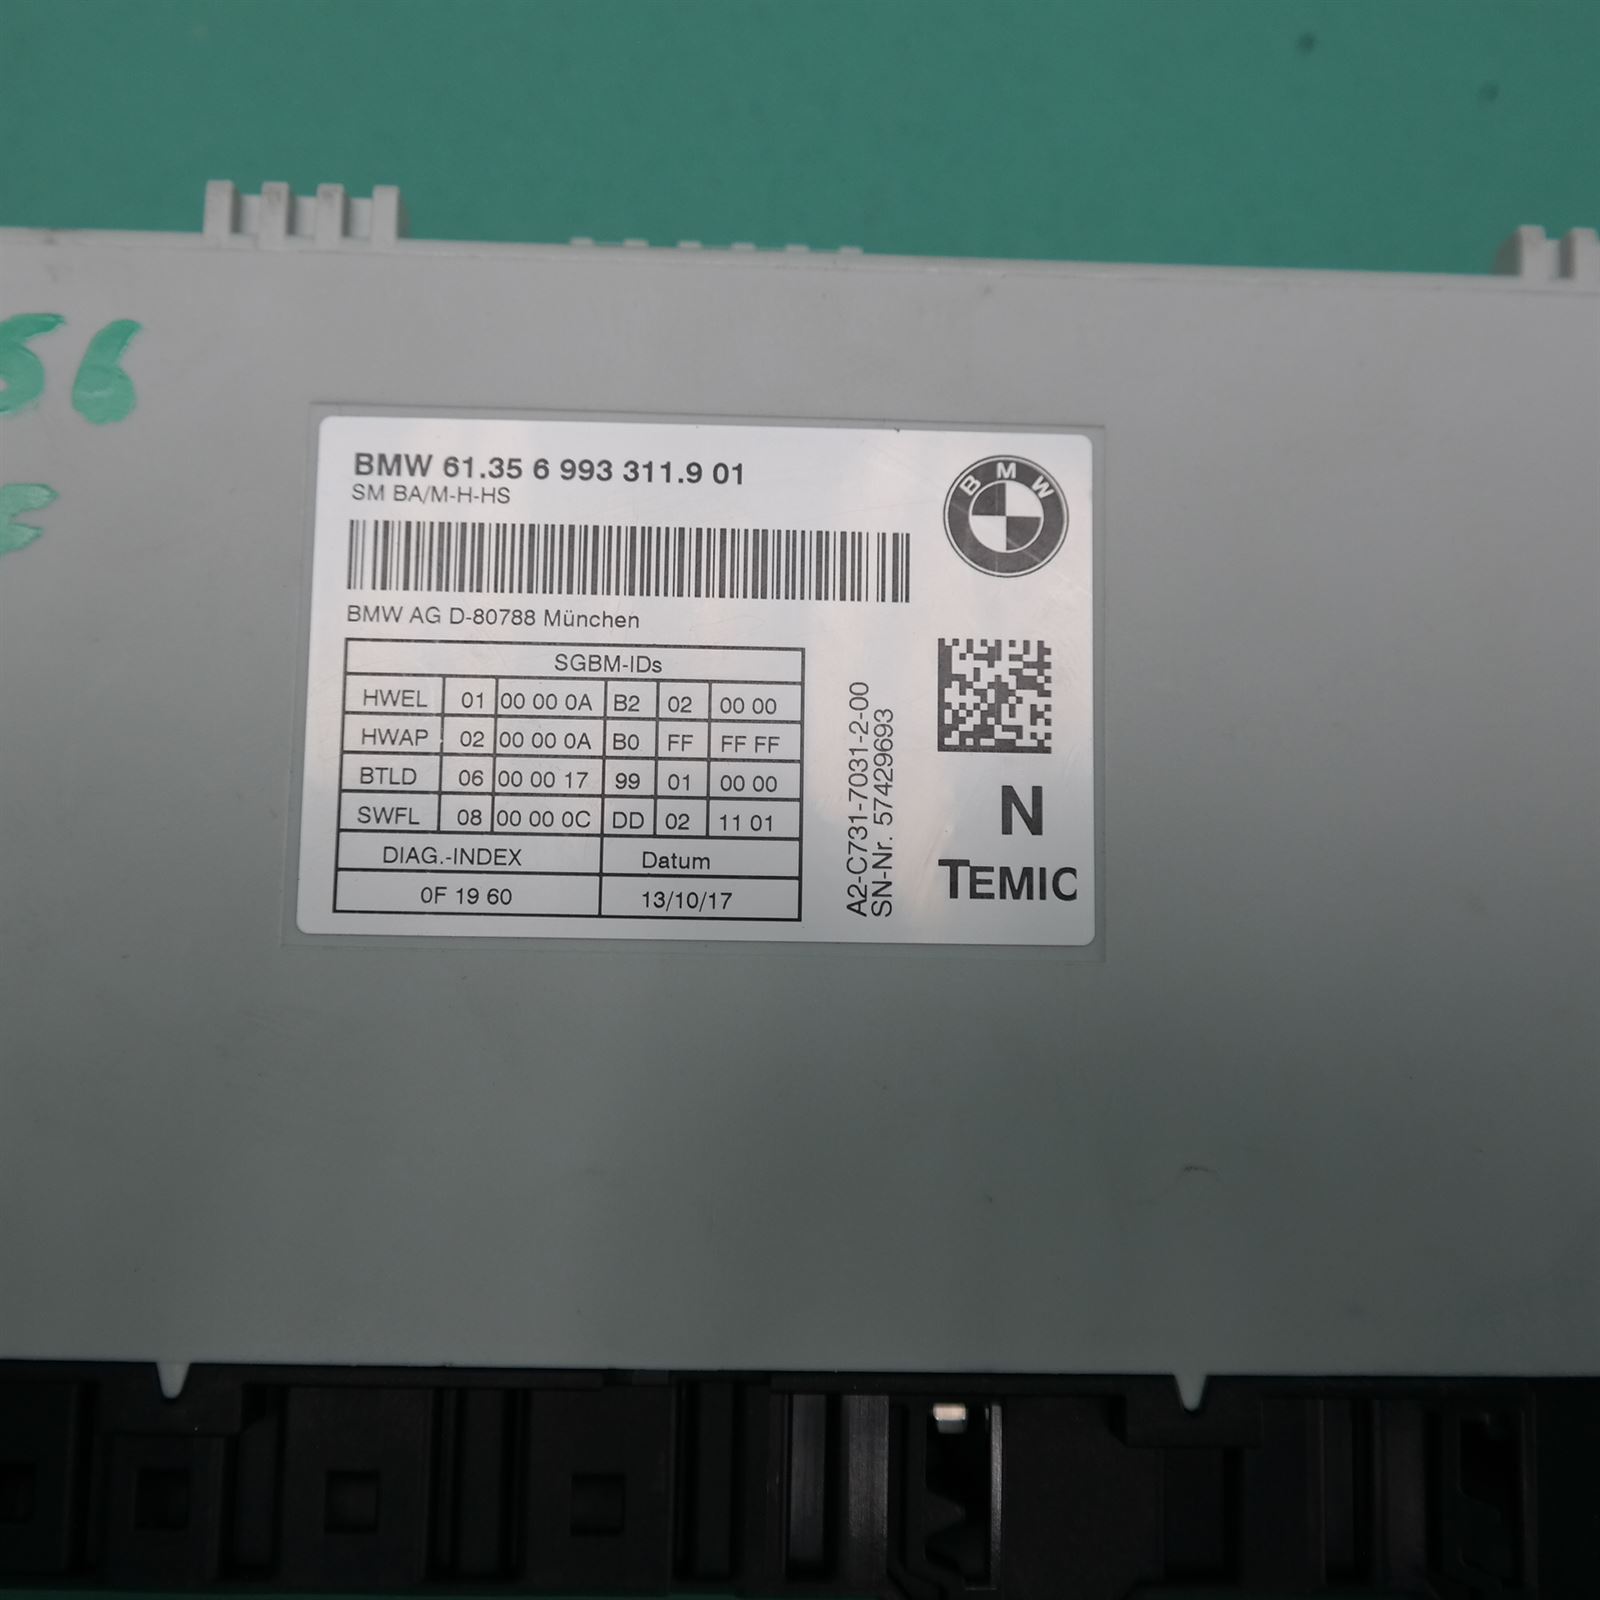 56
BMW 61.35 6 993 311.9 01
SM BA/M-H-HS
BMW
BMW AG D-80788 München
SGBM-IDs
HWEL 01 00 00 0A B2 02 00 00
HWAP 02 00 00 0A B0 FF FF FF
BTLD 06 00 00 17 99 01 00 00
SWFL 08 00 00 0C DD 02 11 01
DIAG.-INDEX Datum
0F 19 60 13/10/17
A2-C731-7031-2-00
SN-Nr. 57429693
N
TEMIC